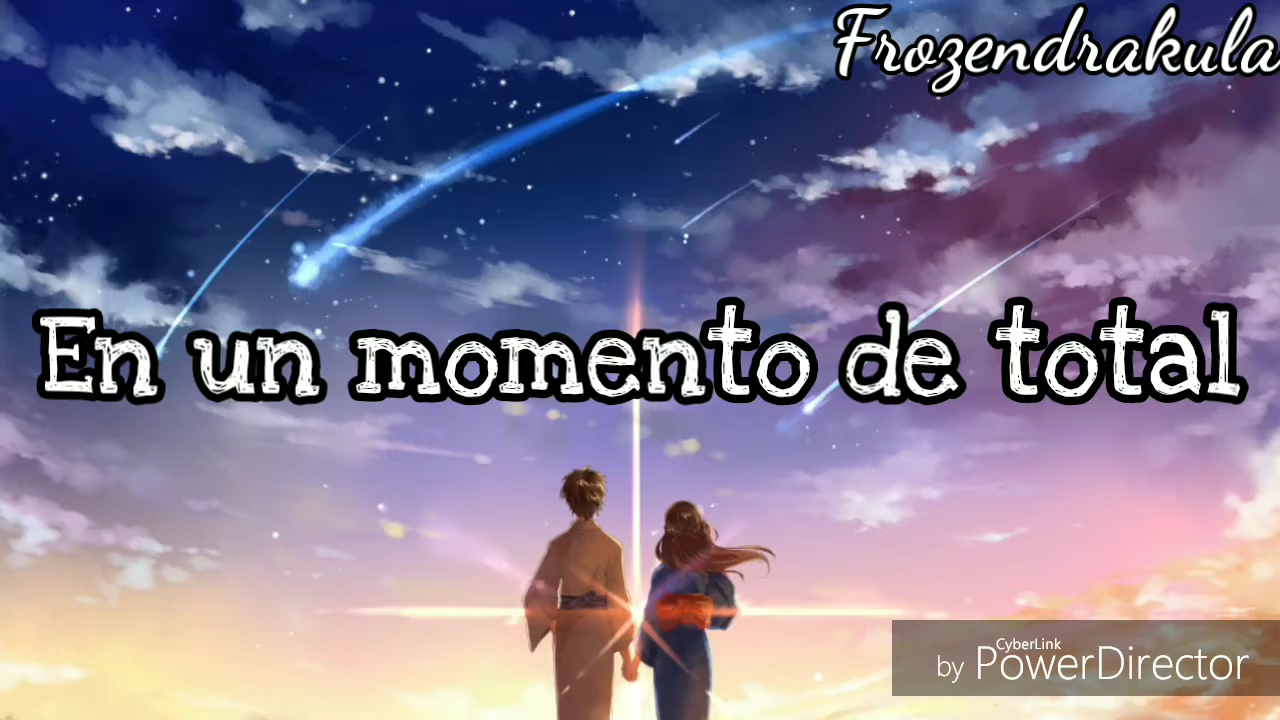 Frozendrakula
En un momento de total
CyberLink
by PowerDirector